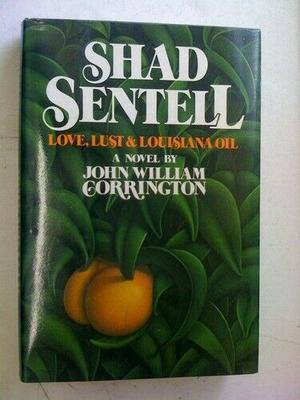 SHAD
SENTELL
LOVE, LUST & LOUISIANA OIL
A NOVEL BY
JOHN WILLIAM
CORRINGTON